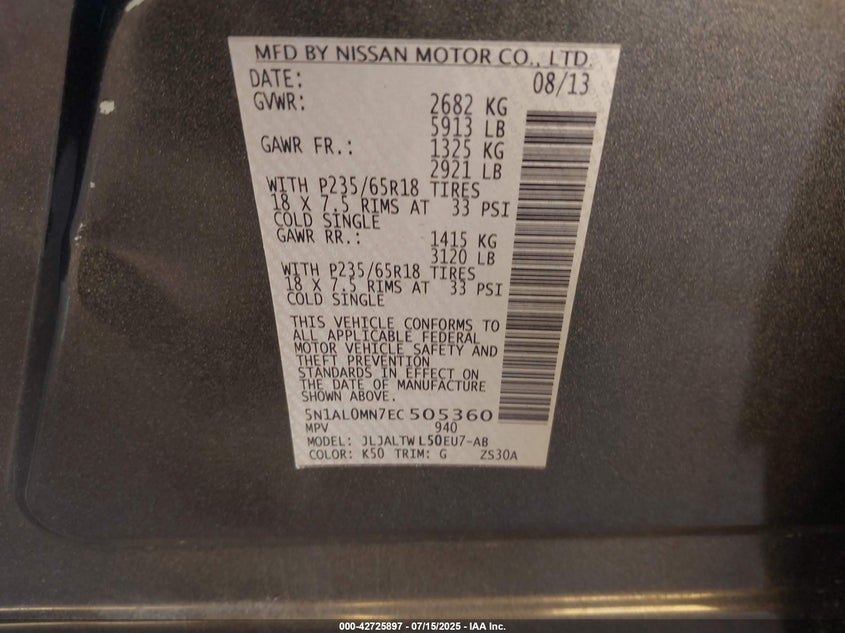 MFD BY NISSAN MOTOR CO., LTD.
DATE: 08/13
GVWR: 2682 KG
5913 LB
GAWR FR.: 1325 KG
2921 LB
WITH P235/65R18 TIRES
18 X 7.5 RIMS AT 33 PSI
COLD SINGLE
GAWR RR.: 1415 KG
3120 LB
WITH P235/65R18 TIRES
18 X 7.5 RIMS AT 33 PSI
COLD SINGLE
THIS VEHICLE CONFORMS TO
ALL APPLICABLE FEDERAL
MOTOR VEHICLE SAFETY AND
THEFT PREVENTION
STANDARDS IN EFFECT ON
THE DATE OF MANUFACTURE
SHOWN ABOVE.
5N1AL0MN7EC505360
MPV 940
MODEL: JLJALTWL50EU7-AB
COLOR: K50 TRIM: G ZS30A
000-42725897 - 07/15/2025 - IAA Inc.